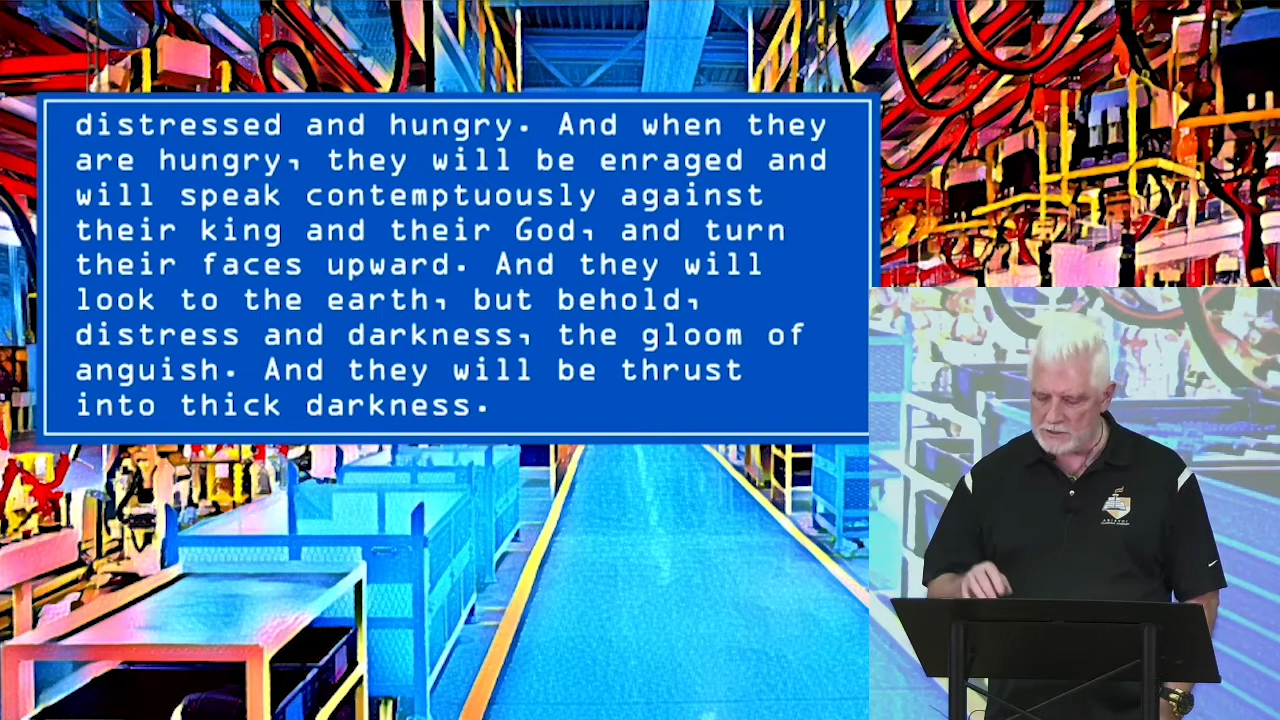 distressed and hungry. And when they
are hungry, they will be enraged and
will speak contemptuously against
their king and their God, and turn
their faces upward. And they will
look to the earth, but behold,
distress and darkness, the gloom of
anguish. And they will be thrust
into thick darkness.